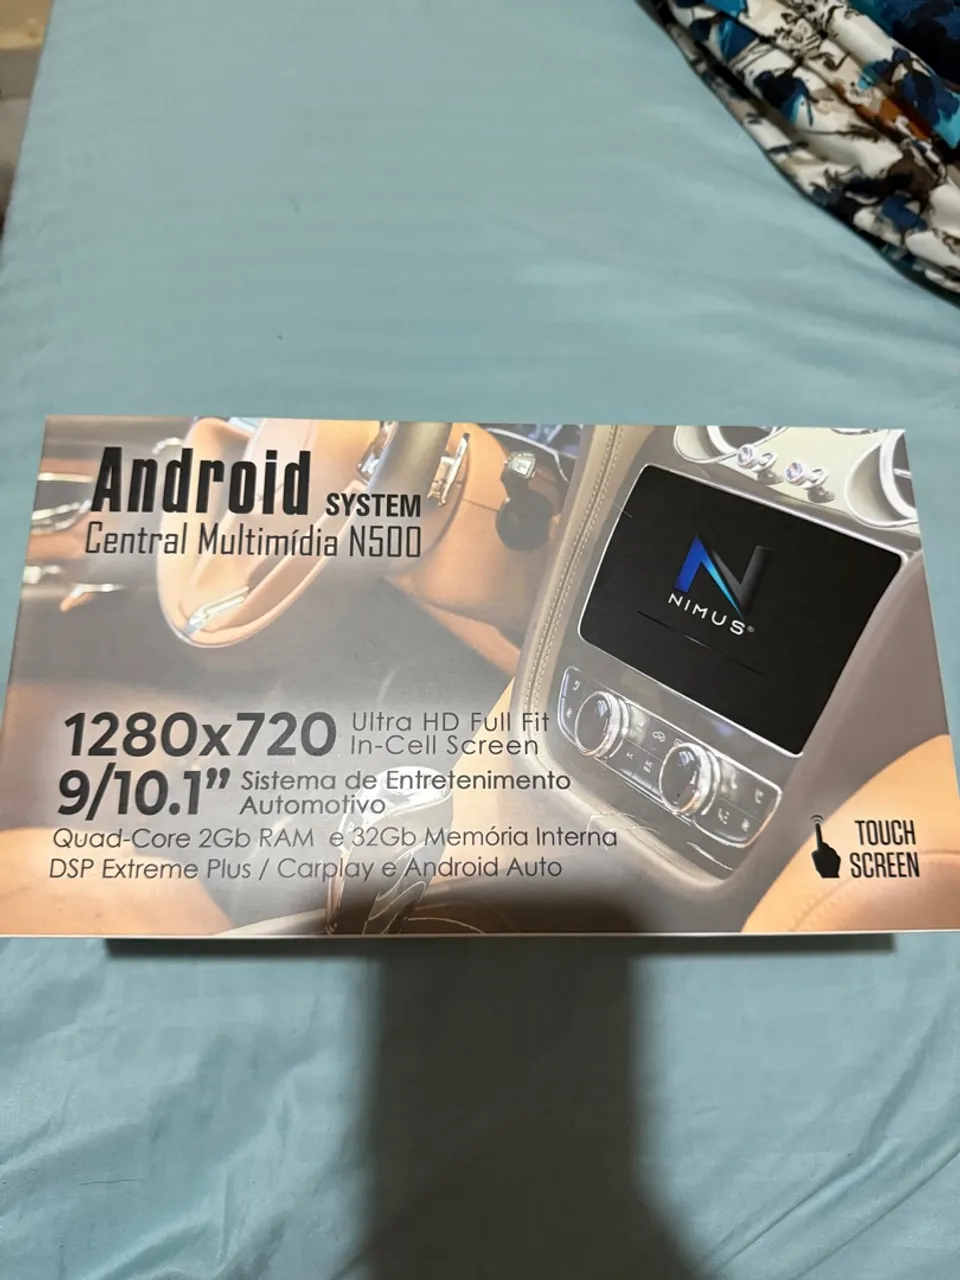 Android SYSTEM
Central Multimídia N500
NIMUS®
1280x720 Ultra HD Full Fit
In-Cell Screen
9/10.1” Sistema de Entretenimento
Automotivo
Quad-Core 2Gb RAM e 32Gb Memória Interna
DSP Extreme Plus / Carplay e Android Auto
TOUCH
SCREEN